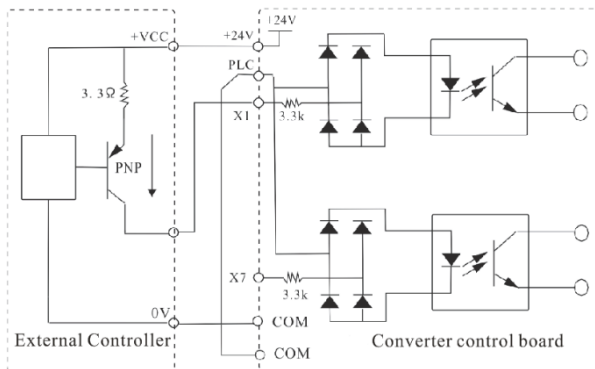 +24V
+VCC
+24V
PLC
3.3Ω
X1
3.3k
PNP
X7
3.3k
0V
COM
External Controller
COM
Converter control board